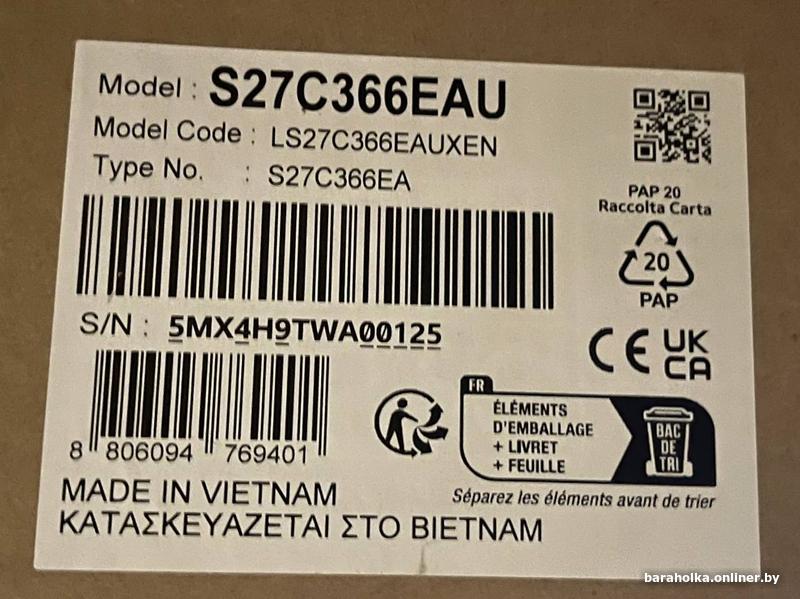 Model : S27C366EAU
Model Code : LS27C366EAUXEN
Type No. : S27C366EA
PAP 20
Raccolta Carta
20
PAP
S/N : 5MX4H9TWA00125
CE UK CA
FR
ÉLÉMENTS
D'EMBALLAGE
+ LIVRET
+ FEUILLE
BAC
DE
TRI
8 806094 769401
Séparez les éléments avant de trier
MADE IN VIETNAM
ΚΑΤΑΣΚΕΥΑΖΕΤΑΙ ΣΤΟ ΒΙΕΤΝΑΜ
baraholka.onliner.by